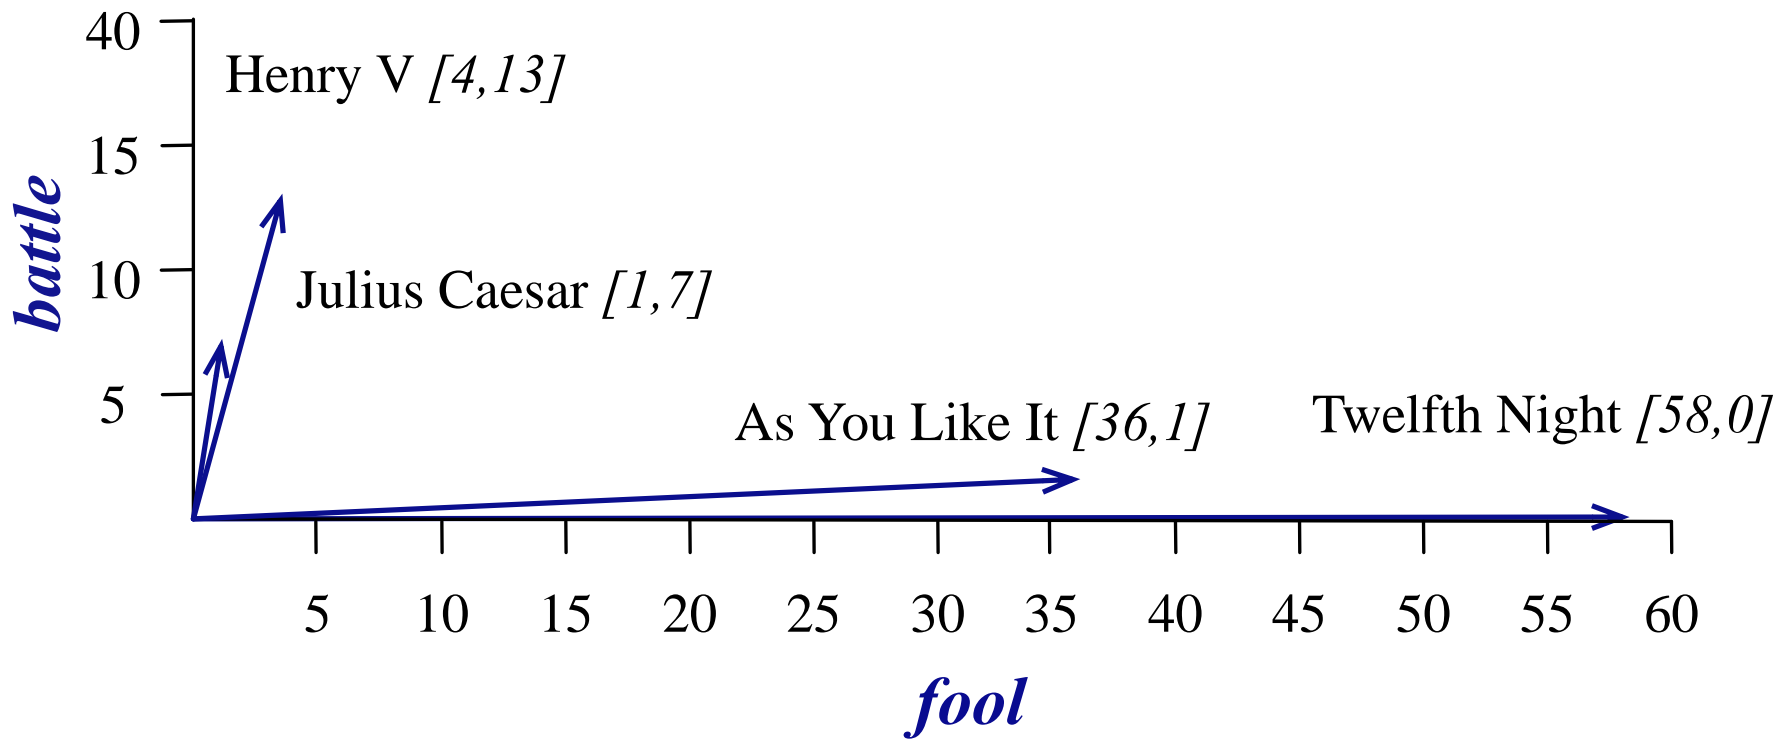 40
Henry V [4,13]
15
battle
10
Julius Caesar [1,7]
5
As You Like It [36,1]
Twelfth Night [58,0]
5 10 15 20 25 30 35 40 45 50 55 60
fool